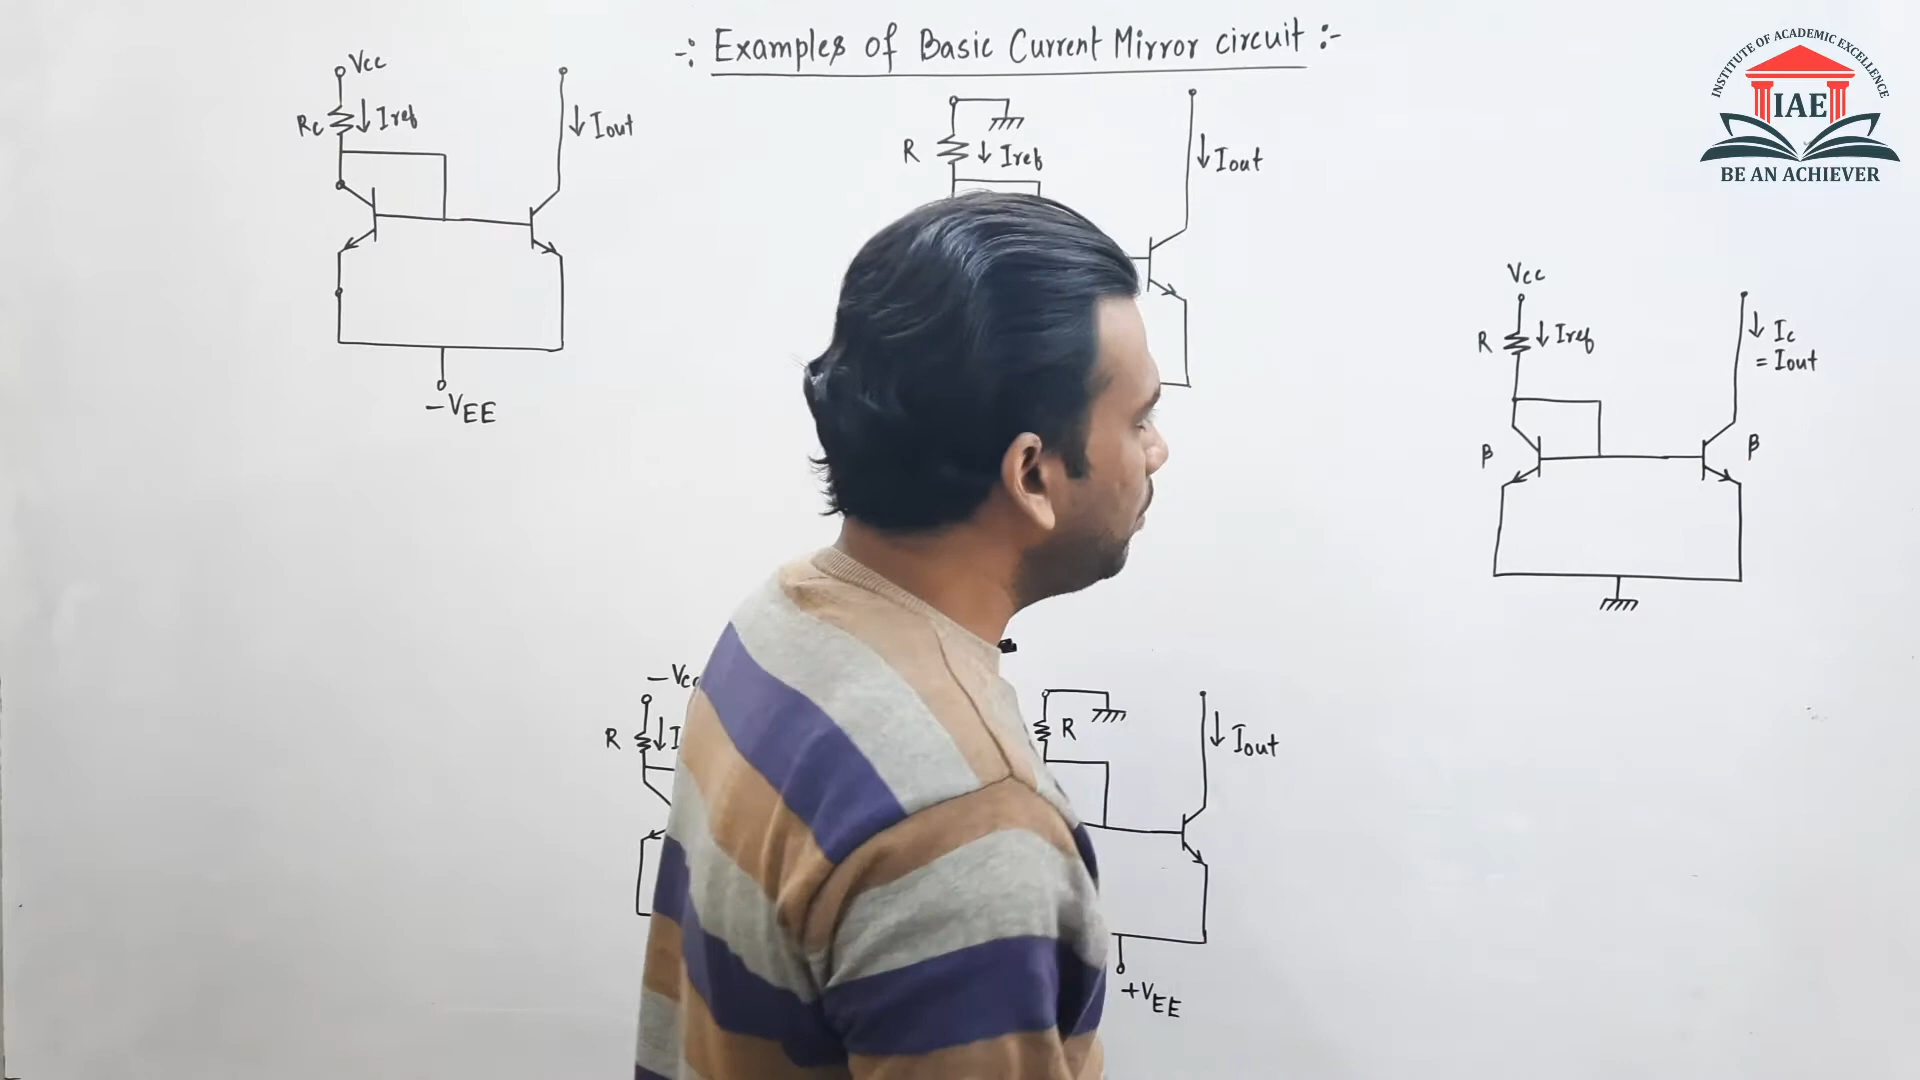 -: Examples of Basic Current Mirror circuit :-
Vcc
Rc ↓ Iref
↓ Iout
-VEE
R ↓ Iref
↓ Iout
INSTITUTE OF ACADEMIC EXCELLENCE
IAE
BE AN ACHIEVER
Vcc
R ↓ Iref
↓ Ic
= Iout
β
β
R ↓
R
↓ Iout
+VEE